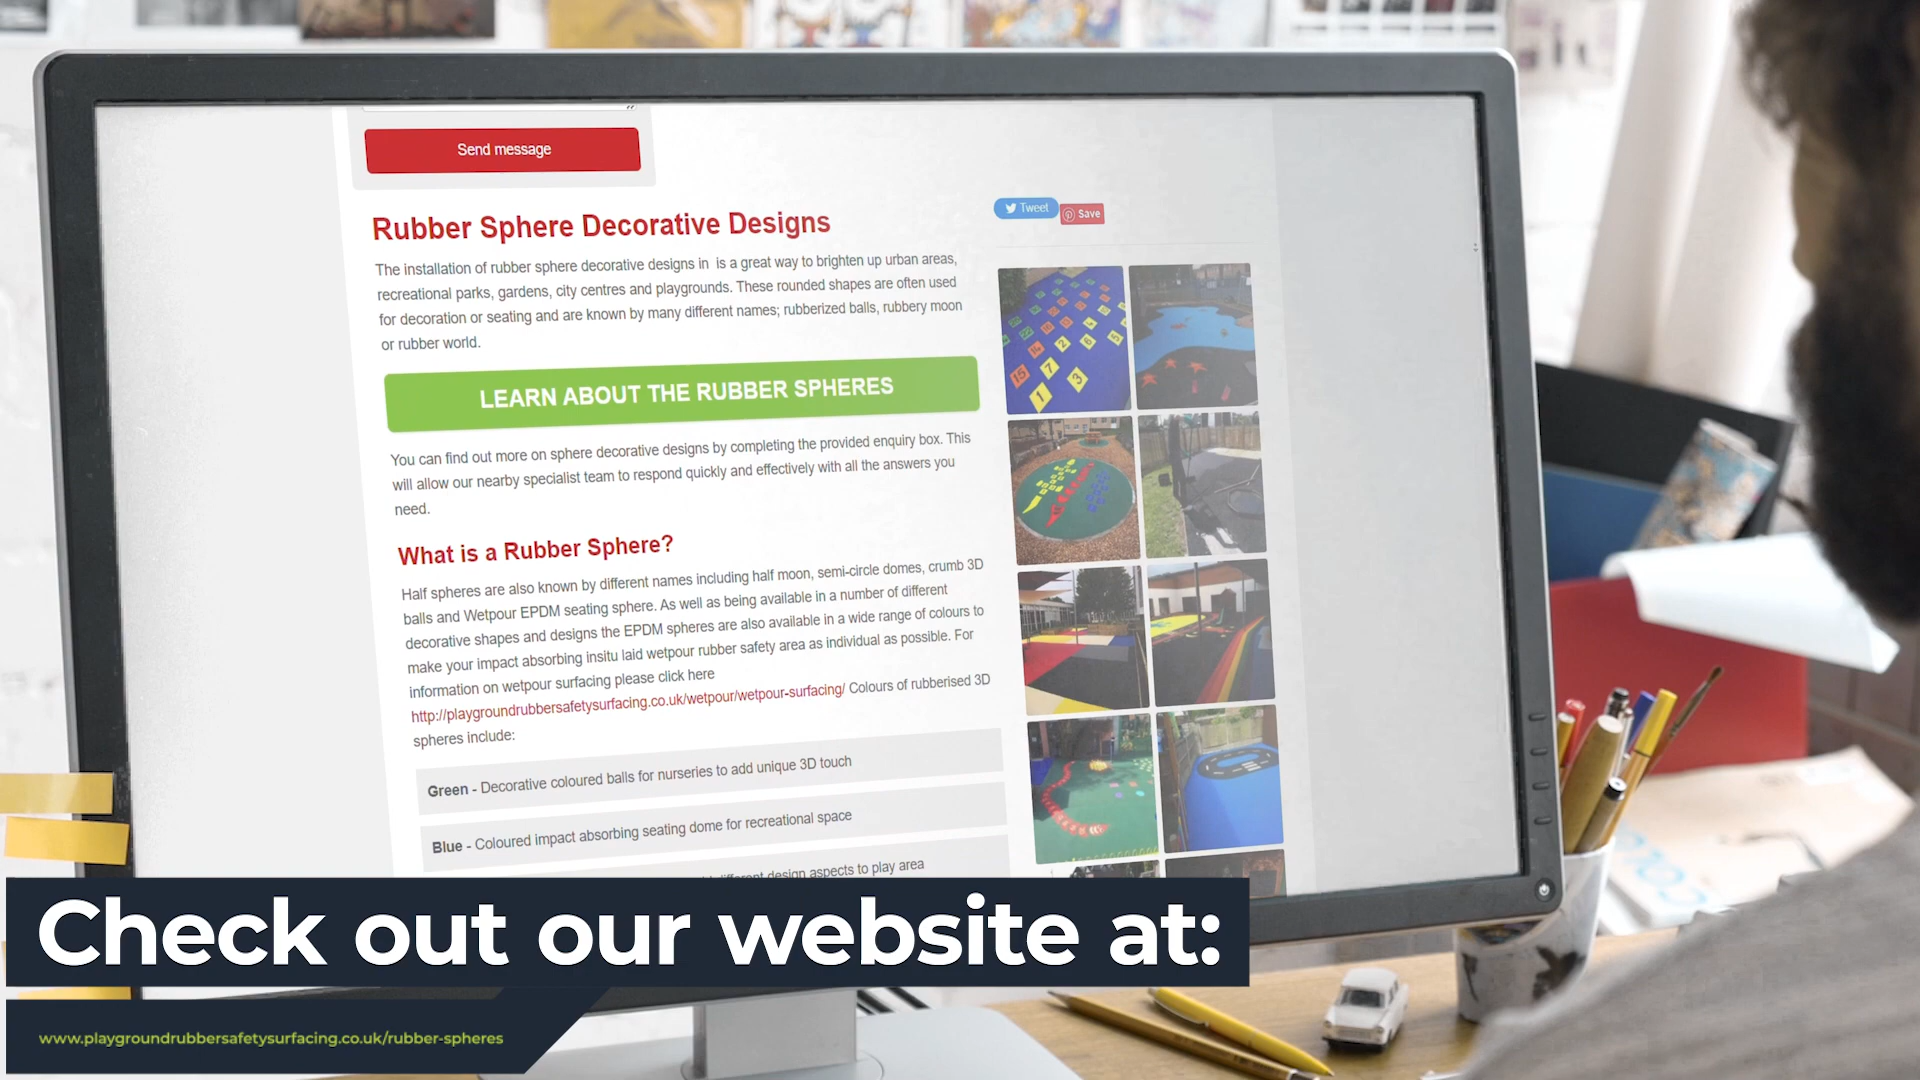 Send message
Rubber Sphere Decorative Designs
The installation of rubber sphere decorative designs in is a great way to brighten up urban areas,
recreational parks, gardens, city centres and playgrounds. These rounded shapes are often used
for decoration or seating and are known by many different names; rubberized balls, rubbery moon
or rubber world.
LEARN ABOUT THE RUBBER SPHERES
You can find out more on sphere decorative designs by completing the provided enquiry box. This
will allow our nearby specialist team to respond quickly and effectively with all the answers you
need.
What is a Rubber Sphere?
Half spheres are also known by different names including half moon, semi-circle domes, crumb 3D
balls and Wetpour EPDM seating sphere. As well as being available in a number of different
decorative shapes and designs the EPDM spheres are also available in a wide range of colours to
make your impact absorbing insitu laid wetpour rubber safety area as individual as possible. For
information on wetpour surfacing please click here
http://playgroundrubbersafetysurfacing.co.uk/wetpour/wetpour-surfacing/ Colours of rubberised 3D
spheres include:
Green - Decorative coloured balls for nurseries to add unique 3D touch
Blue - Coloured impact absorbing seating dome for recreational space
different design aspects to play area
Tweet
Save
Check out our website at:
www.playgroundrubbersafetysurfacing.co.uk/rubber-spheres